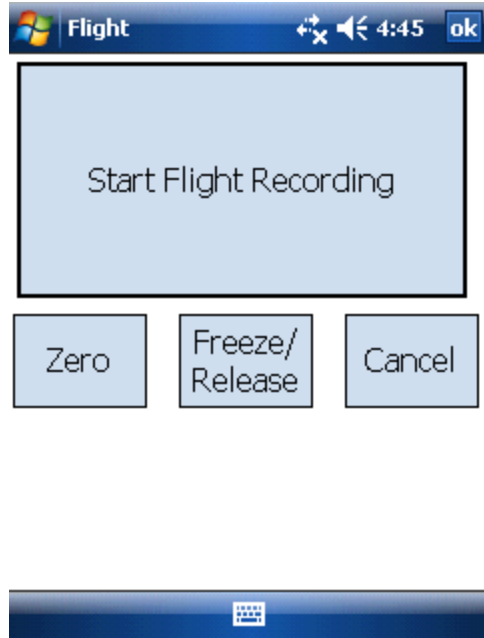 Flight 4:45 ok
Start Flight Recording
Zero
Freeze/
Release
Cancel